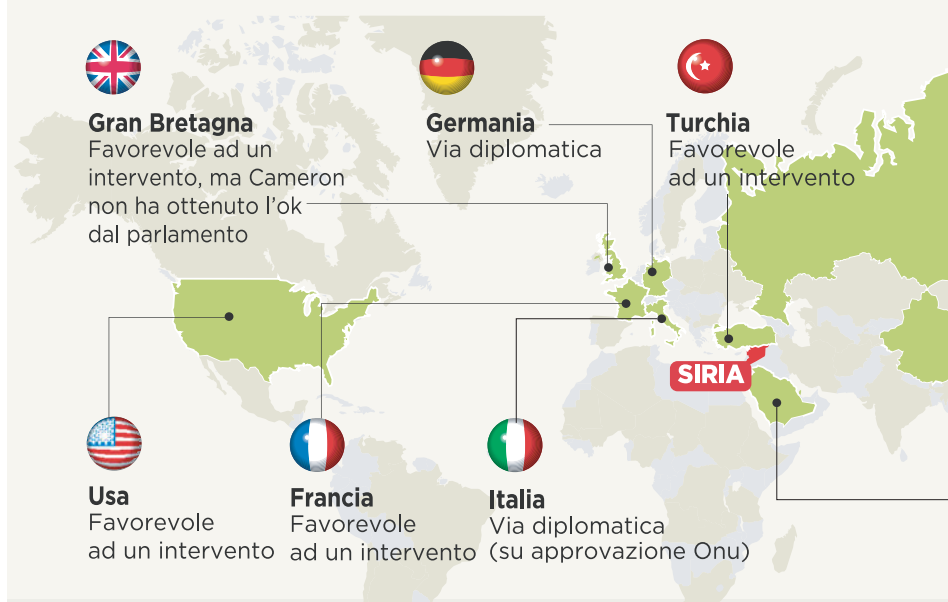 Gran Bretagna
Favorevole ad un
intervento, ma Cameron
non ha ottenuto l'ok
dal parlamento
Germania
Via diplomatica
Turchia
Favorevole
ad un intervento
SIRIA
Usa
Favorevole
ad un intervento
Francia
Favorevole
ad un intervento
Italia
Via diplomatica
(su approvazione Onu)